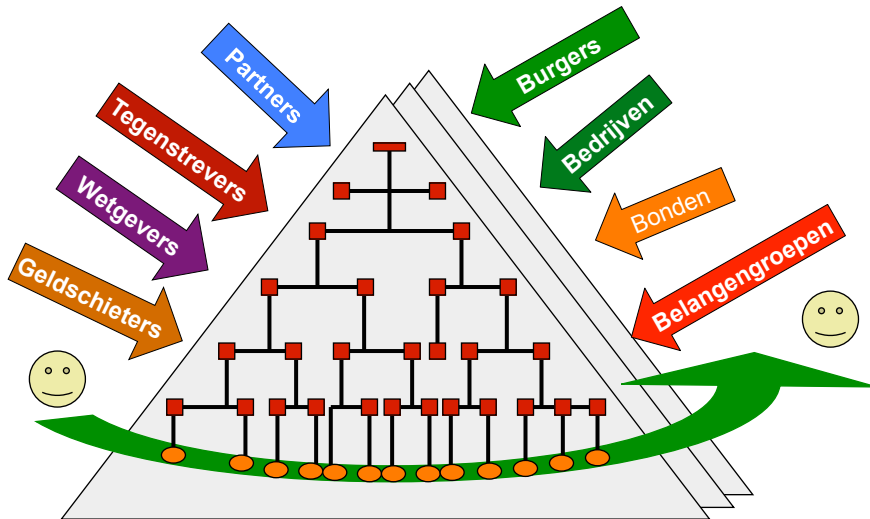 Partners
Tegenstrevers
Wetgevers
Geldschieters
Burgers
Bedrijven
Bonden
Belangengroepen